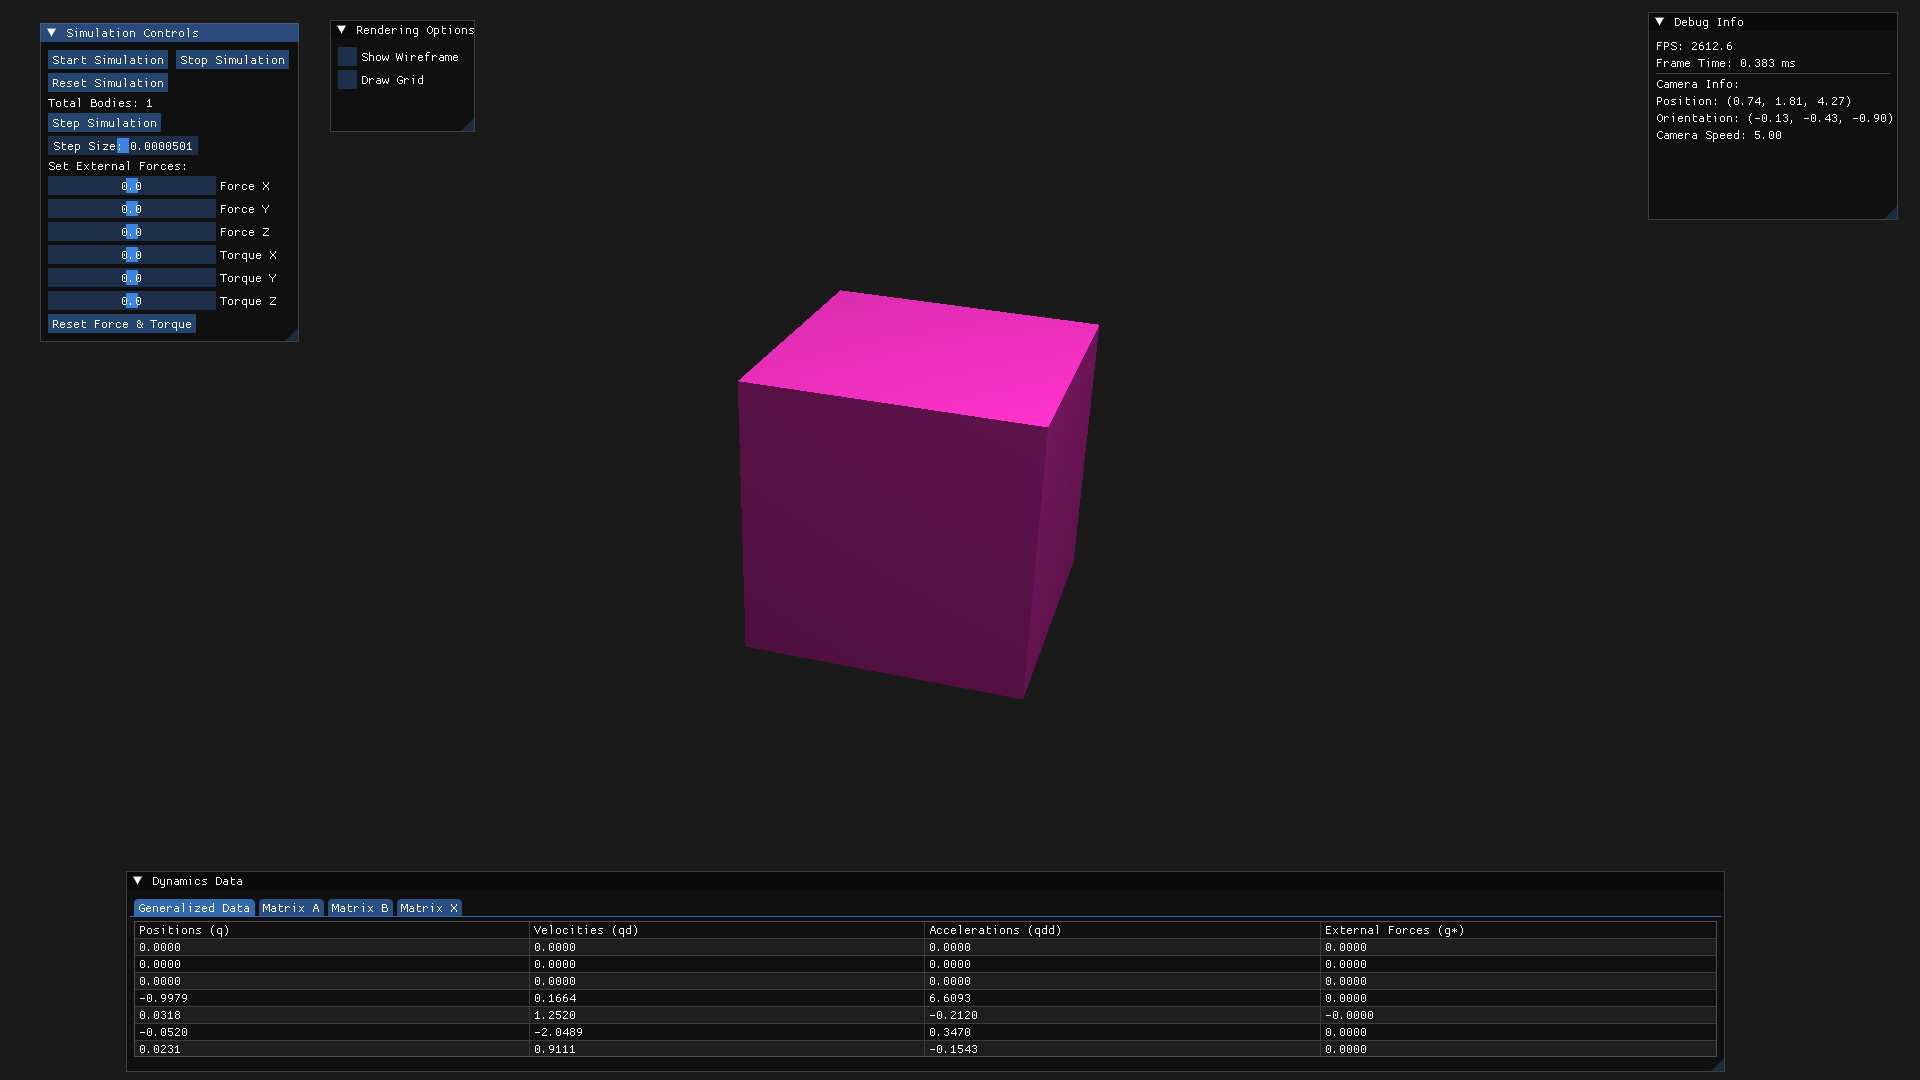 Simulation Controls
Start Simulation Stop Simulation
Reset Simulation
Total Bodies: 1
Step Simulation
Step Size: 0.0000501
Set External Forces:
0.0 Force X
0.0 Force Y
0.0 Force Z
0.0 Torque X
0.0 Torque Y
0.0 Torque Z
Reset Force & Torque
Rendering Options
Show Wireframe
Draw Grid
Debug Info
FPS: 2612.6
Frame Time: 0.383 ms
Camera Info:
Position: (0.74, 1.81, 4.27)
Orientation: (-0.13, -0.43, -0.90)
Camera Speed: 5.00
Dynamics Data
Generalized Data Matrix A Matrix B Matrix X
Positions (q) Velocities (qd) Accelerations (qdd) External Forces (g*)
0.0000 0.0000 0.0000 0.0000
0.0000 0.0000 0.0000 0.0000
0.0000 0.0000 0.0000 0.0000
-0.9979 0.1664 6.6093 0.0000
0.0318 1.2520 -0.2120 -0.0000
-0.0520 -2.0489 0.3470 0.0000
0.0231 0.9111 -0.1543 0.0000